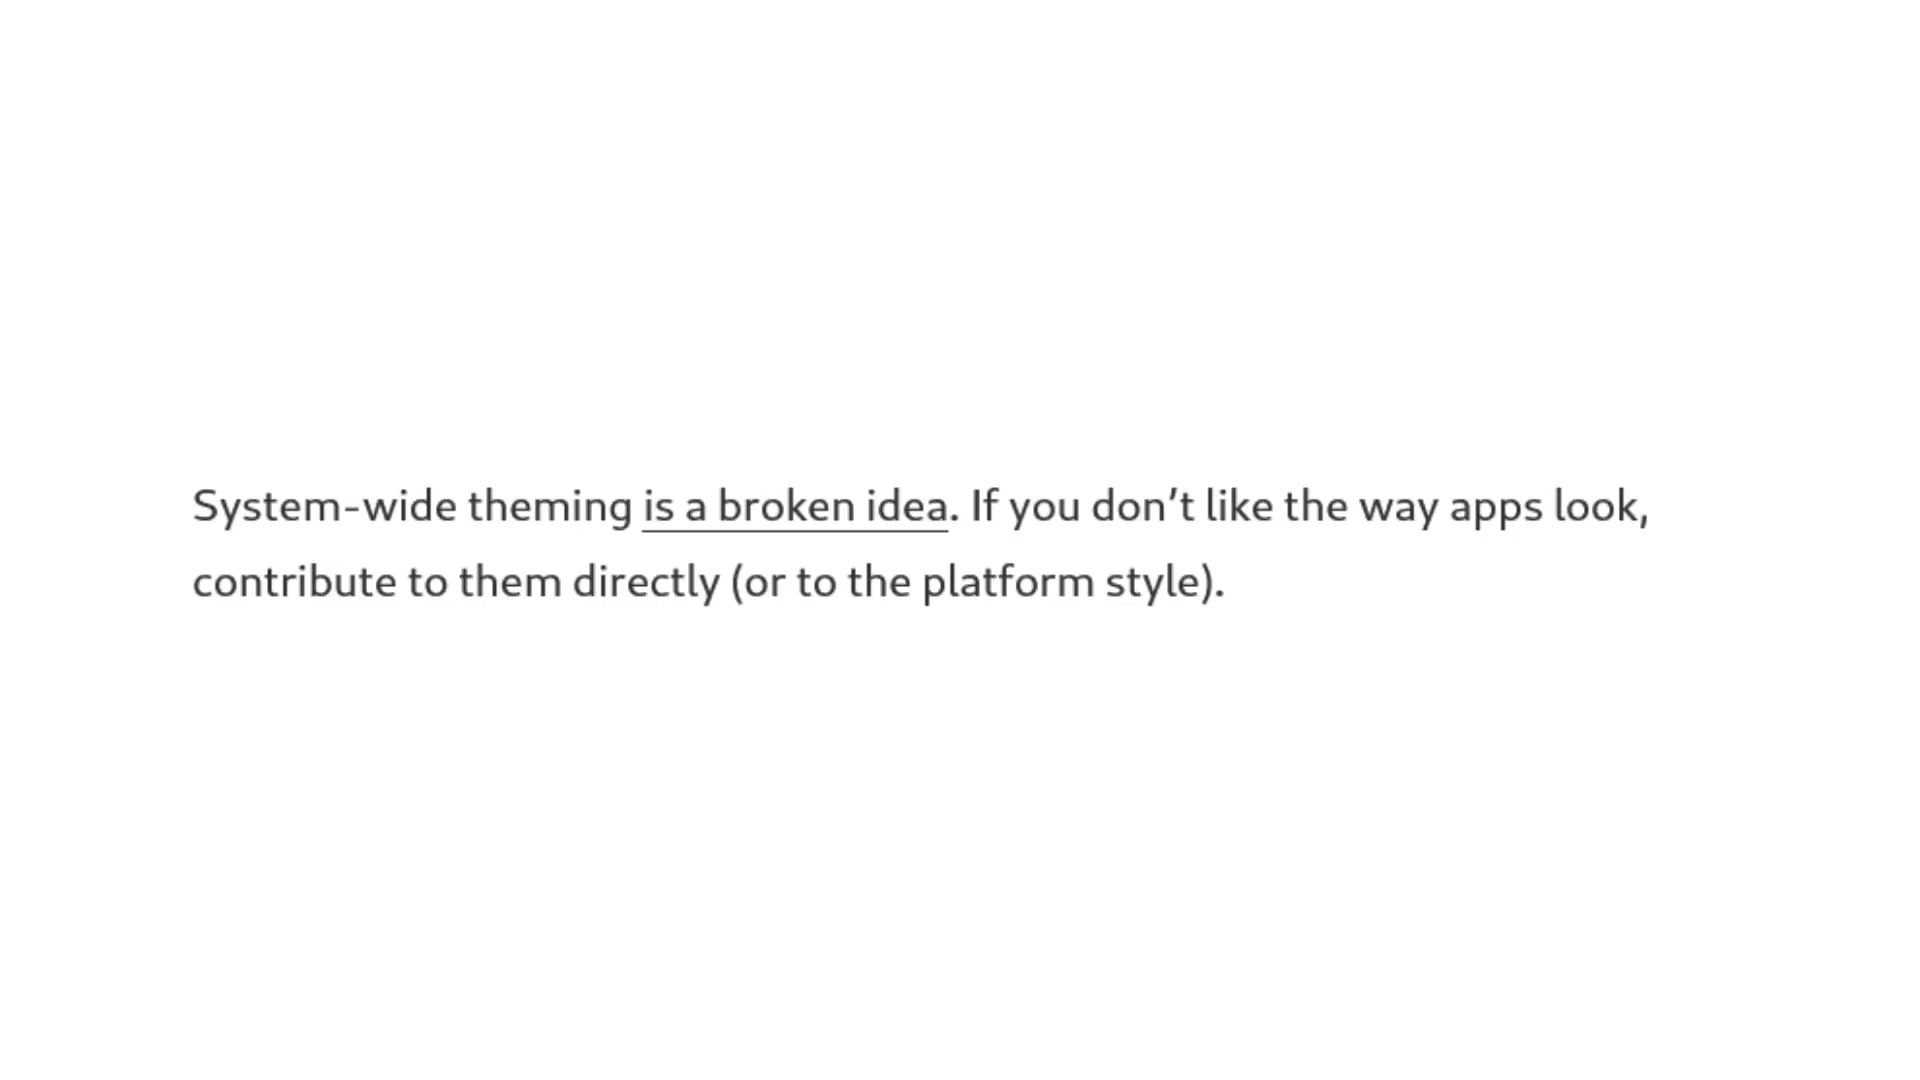 System-wide theming is a broken idea. If you don’t like the way apps look,
contribute to them directly (or to the platform style).